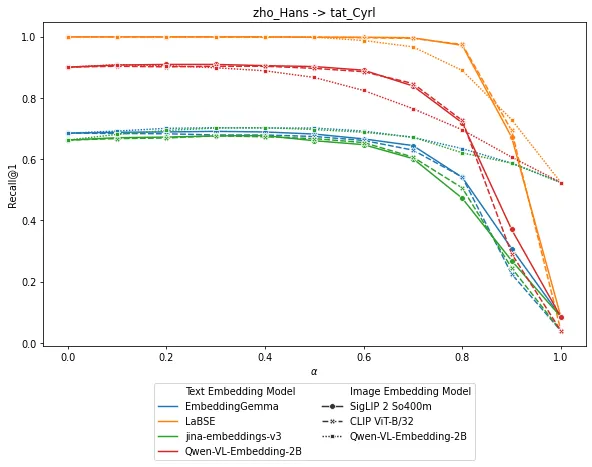 zho_Hans -> tat_Cyrl
Recall@1
1.0
0.8
0.6
0.4
0.2
0.0
0.0 0.2 0.4 0.6 0.8 1.0
α
Text Embedding Model
EmbeddingGemma
LaBSE
jina-embeddings-v3
Qwen-VL-Embedding-2B
Image Embedding Model
SigLIP 2 So400m
CLIP ViT-B/32
Qwen-VL-Embedding-2B